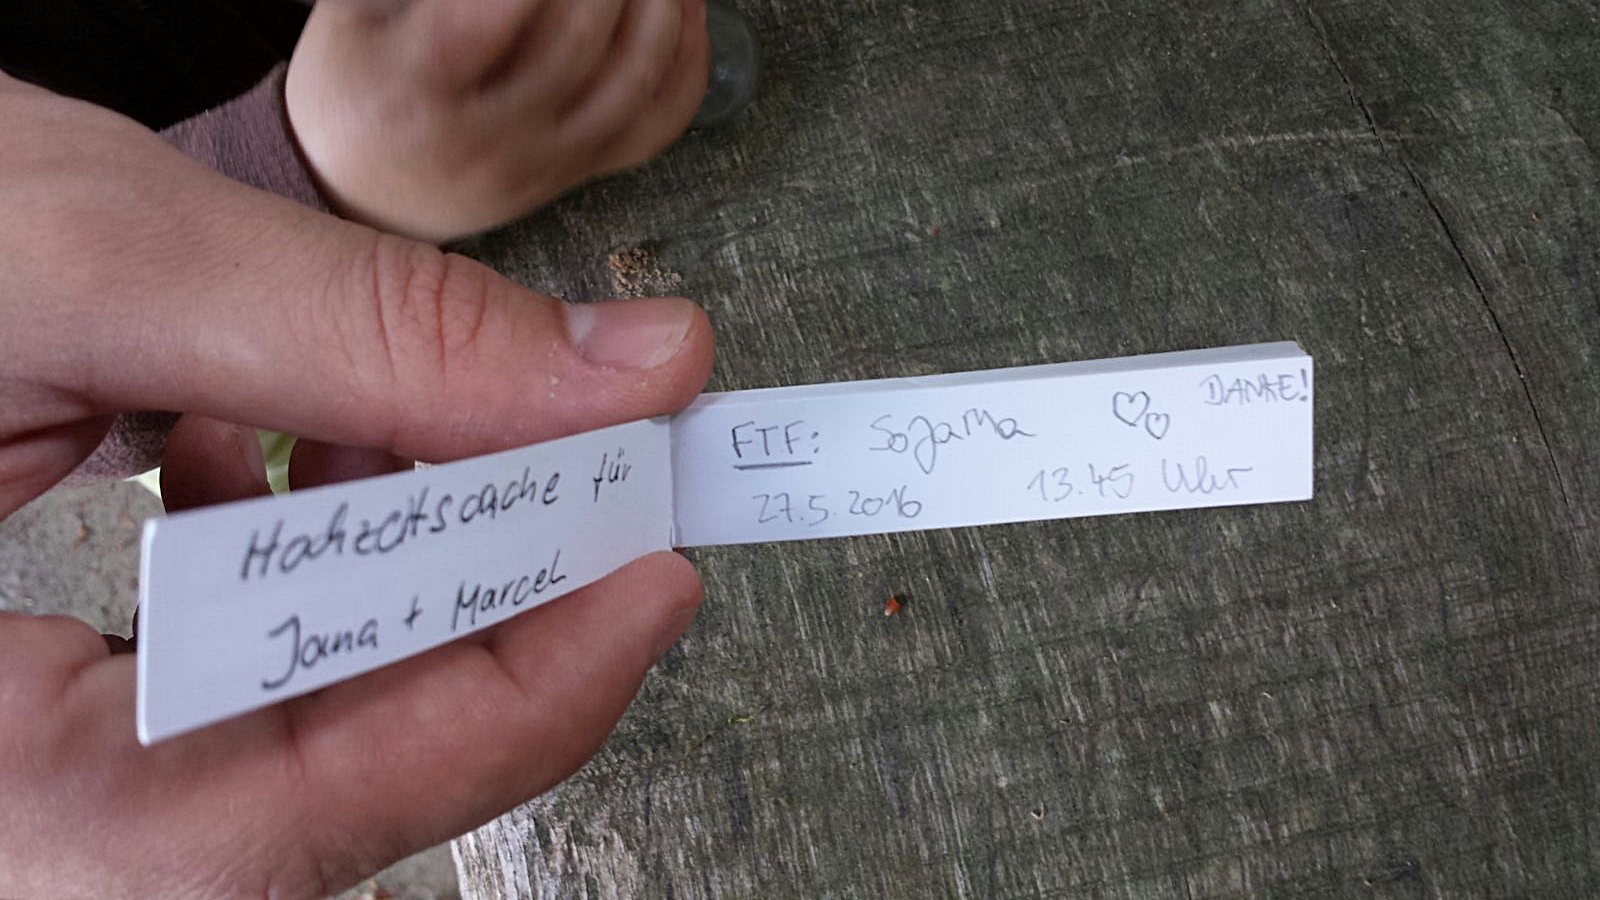 Hochzeitscache für
Jana + Marcel
FTF: SoJaMa
DANKE!
27.5.2016 13.45 Uhr